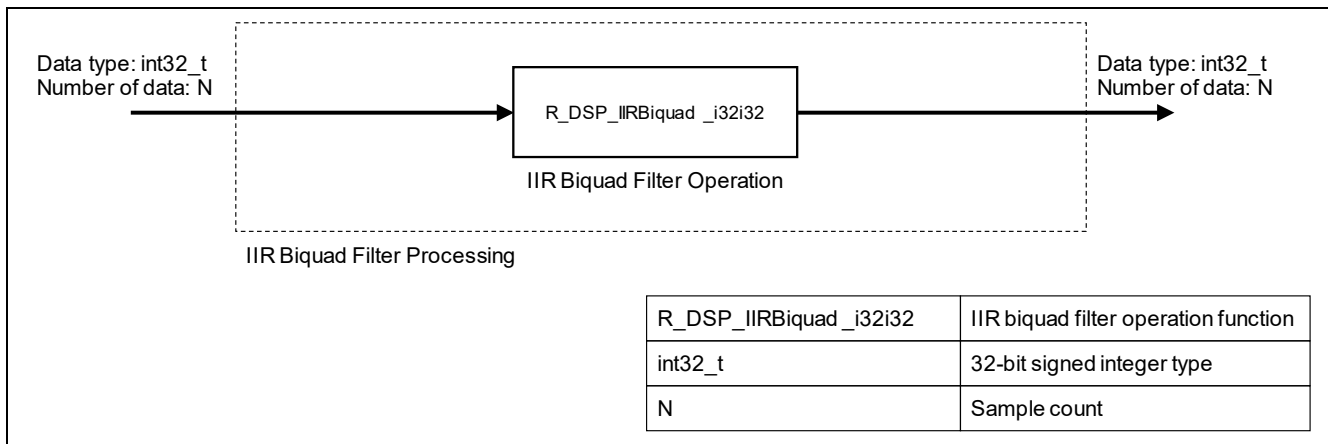 Data type: int32_t
Number of data: N
Data type: int32_t
Number of data: N
R_DSP_IIRBiquad _i32i32
IIR Biquad Filter Operation
IIR Biquad Filter Processing
R_DSP_IIRBiquad _i32i32 IIR biquad filter operation function
int32_t 32-bit signed integer type
N Sample count